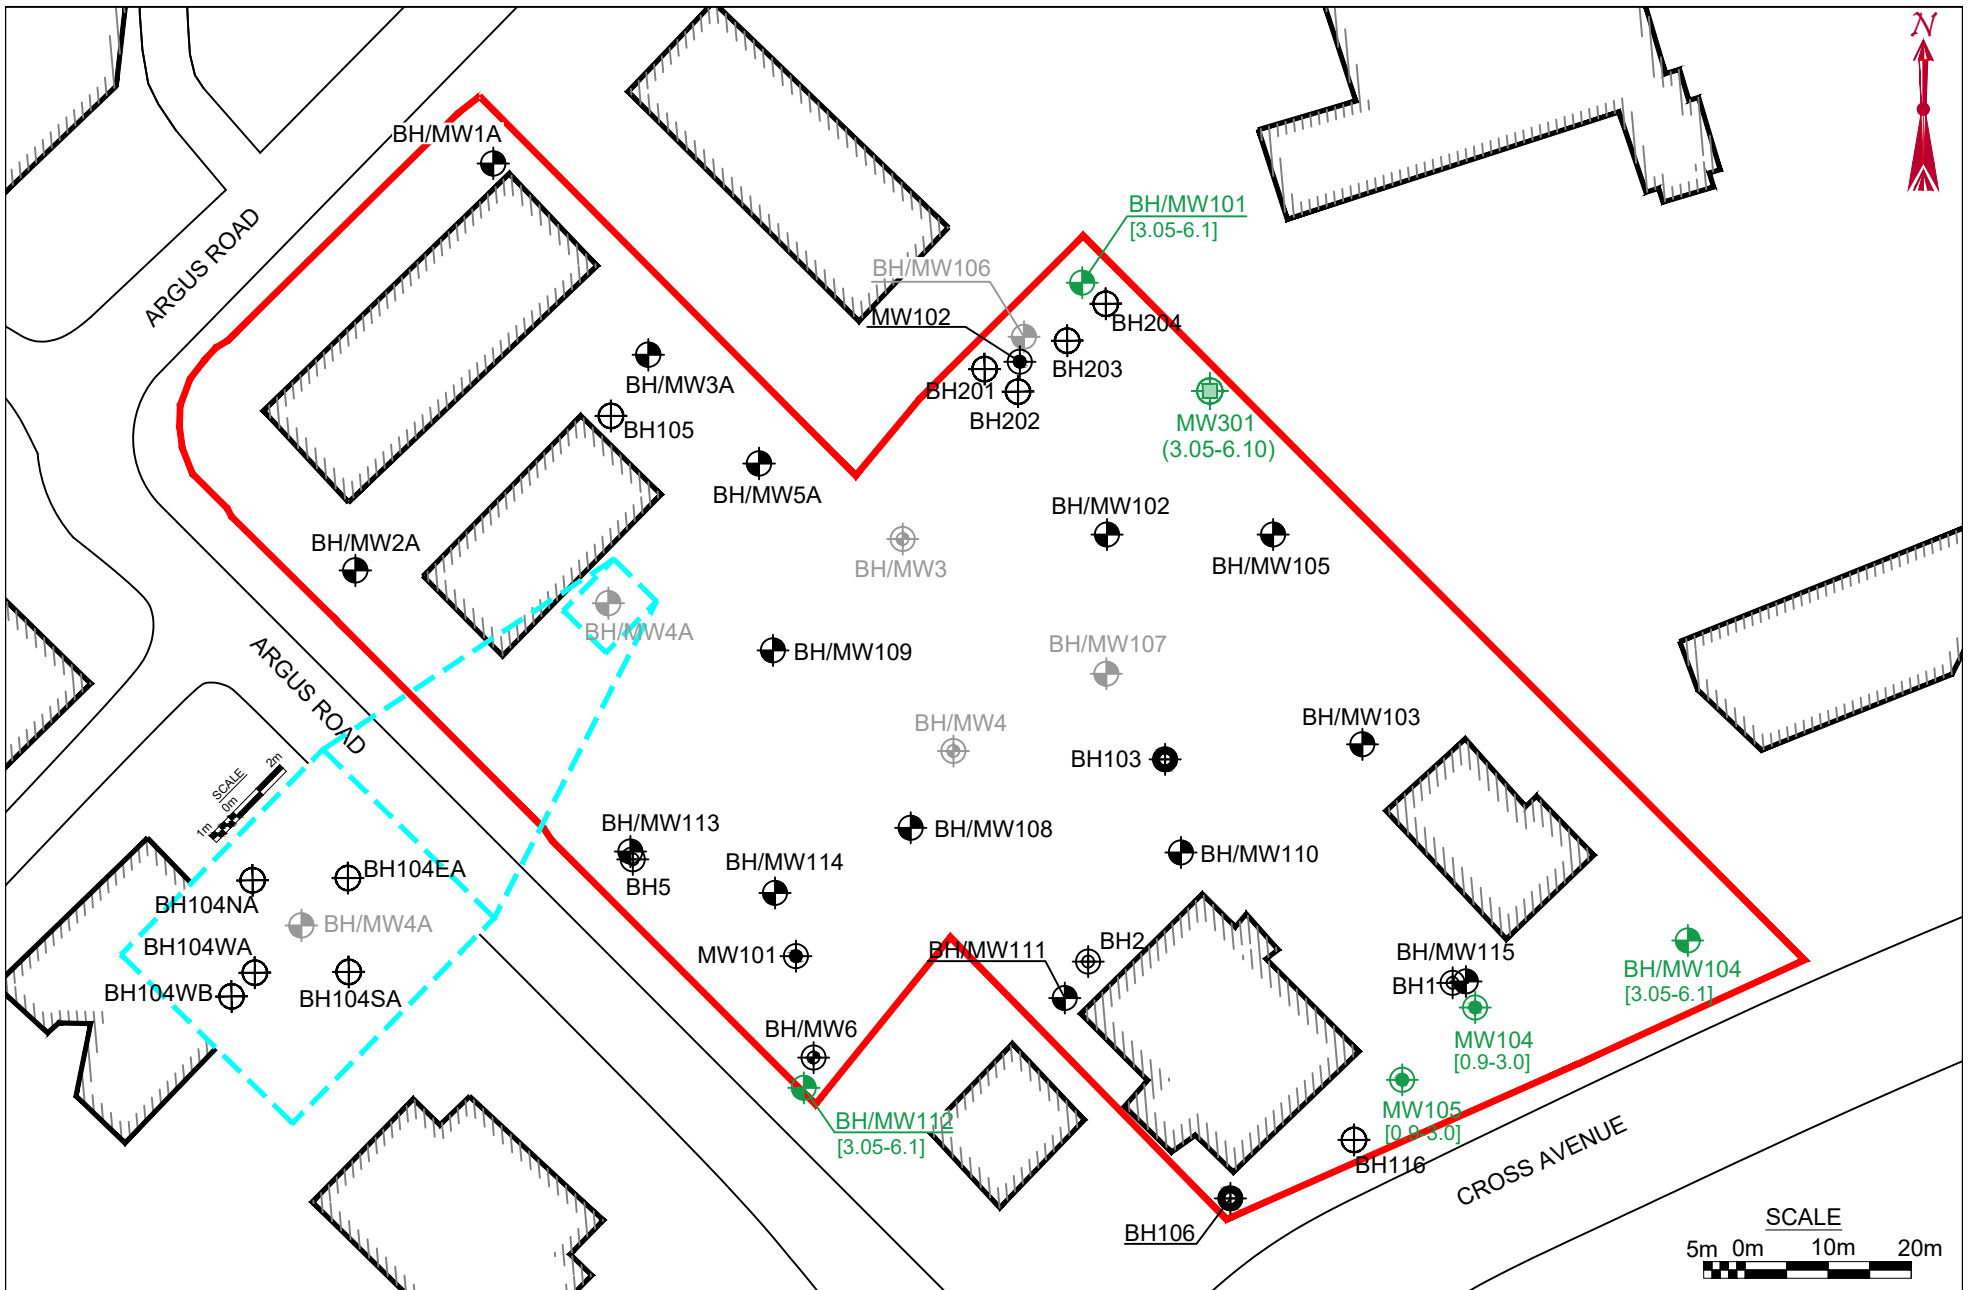 N
BH/MW1A
BH/MW101
[3.05-6.1]
ARGUS ROAD
BH/MW106
MW102
BH204
BH203
BH/MW3A
BH201
BH202
BH105
MW301
(3.05-6.10)
BH/MW5A
BH/MW102
BH/MW2A
BH/MW3
BH/MW105
BH/MW4A
BH/MW109
BH/MW107
ARGUS ROAD
BH/MW4
BH/MW103
BH103
SCALE
1m 0m 2m
BH/MW113
BH/MW108
BH5
BH/MW114
BH/MW110
BH104EA
BH104NA
BH/MW4A
BH104WA
MW101
BH/MW111
BH2
BH/MW115
BH104WB
BH104SA
BH1
BH/MW104
[3.05-6.1]
BH/MW6
MW104
[0.9-3.0]
BH/MW112
[3.05-6.1]
MW105
[0.9-3.0]
BH116
CROSS AVENUE
BH106
SCALE
5m 0m 10m 20m